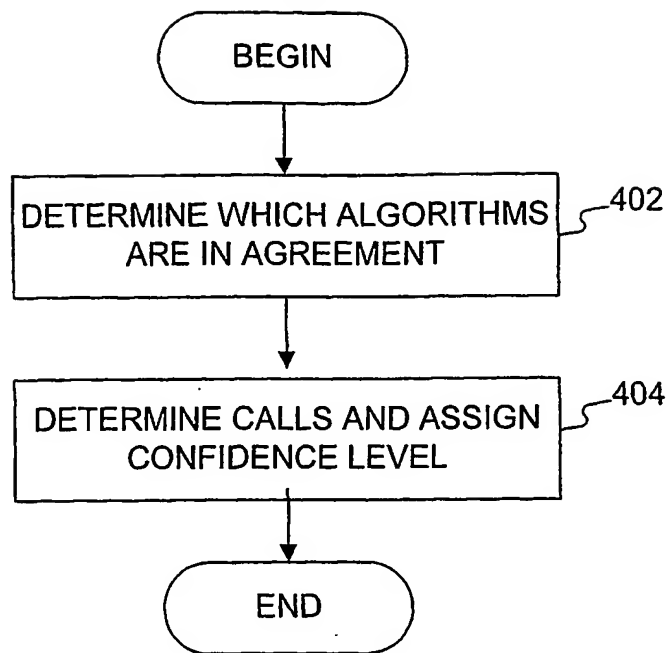 BEGIN
DETERMINE WHICH ALGORITHMS
ARE IN AGREEMENT
402
DETERMINE CALLS AND ASSIGN
CONFIDENCE LEVEL
404
END